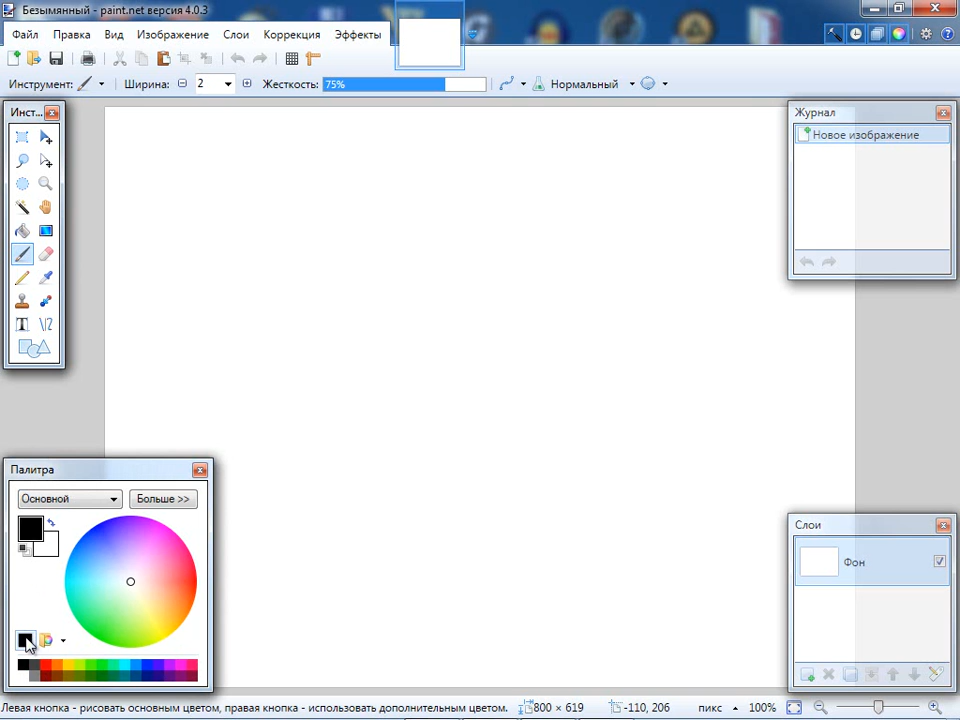 Безымянный - paint.net версия 4.0.3
Файл Правка Вид Изображение Слои Коррекция Эффекты
Инструмент: Ширина: 2 Жесткость: 75% Нормальный
Инст...
Журнал
Новое изображение
Палитра
Основной Больше >>
Слои
Фон
Левая кнопка - рисовать основным цветом, правая кнопка - использовать дополнительным цветом. 800 × 619 -110, 206 пикс 100%